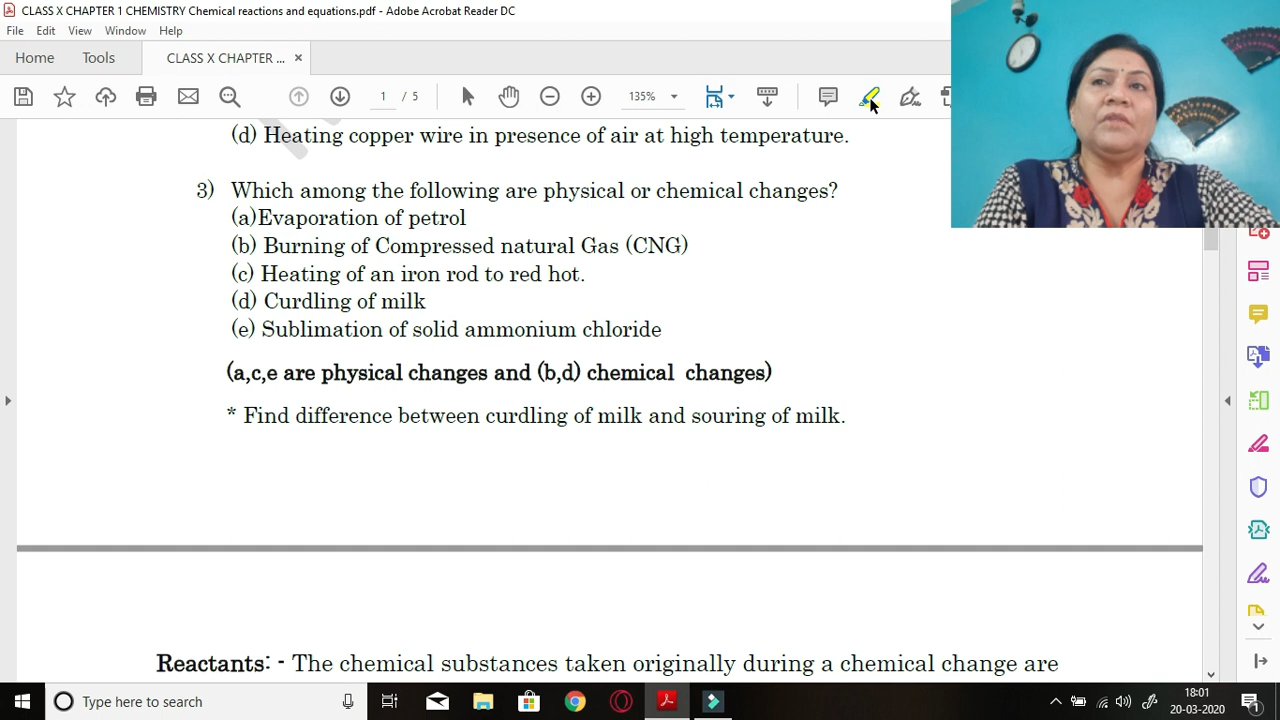 CLASS X CHAPTER 1 CHEMISTRY Chemical reactions and equations.pdf - Adobe Acrobat Reader DC
File Edit View Window Help
Home Tools CLASS X CHAPTER ... ×
1 / 5 135%
(d) Heating copper wire in presence of air at high temperature.
3) Which among the following are physical or chemical changes?
(a)Evaporation of petrol
(b) Burning of Compressed natural Gas (CNG)
(c) Heating of an iron rod to red hot.
(d) Curdling of milk
(e) Sublimation of solid ammonium chloride
(a,c,e are physical changes and (b,d) chemical changes)
* Find difference between curdling of milk and souring of milk.
Reactants: - The chemical substances taken originally during a chemical change are
Type here to search
18:01
20-03-2020
1